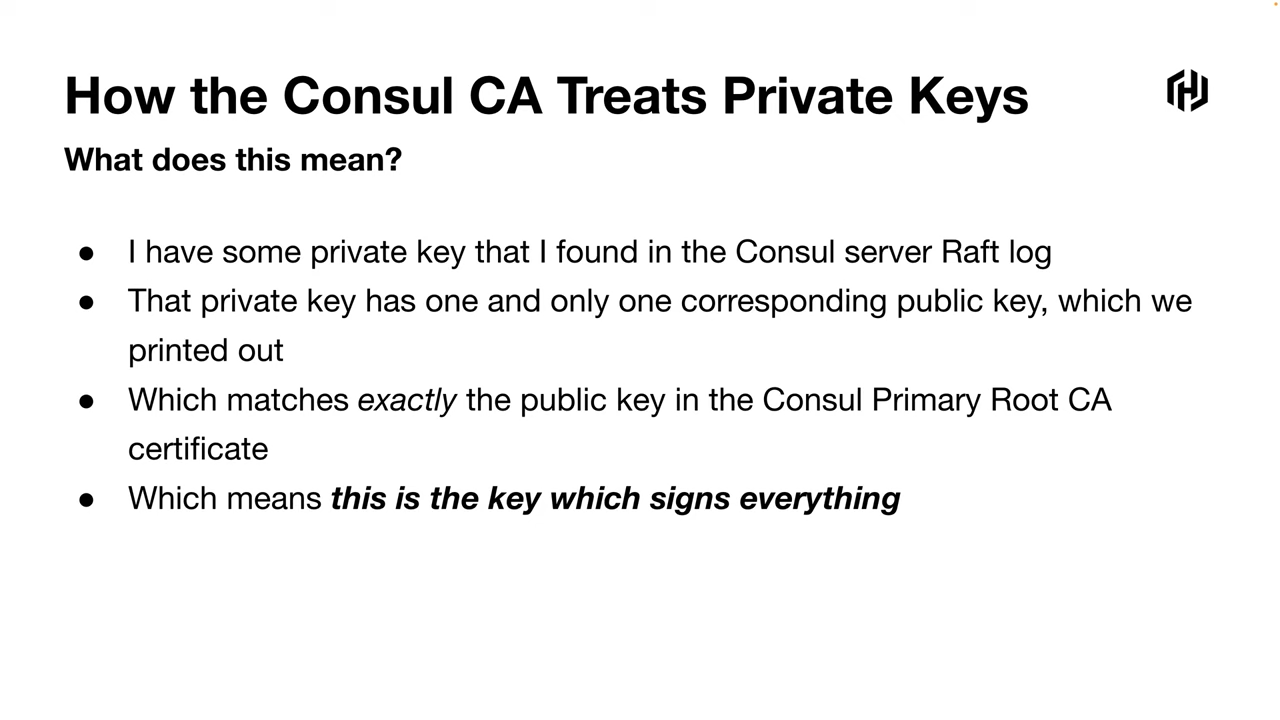 How the Consul CA Treats Private Keys
What does this mean?
● I have some private key that I found in the Consul server Raft log
● That private key has one and only one corresponding public key, which we
printed out
● Which matches exactly the public key in the Consul Primary Root CA
certificate
● Which means this is the key which signs everything